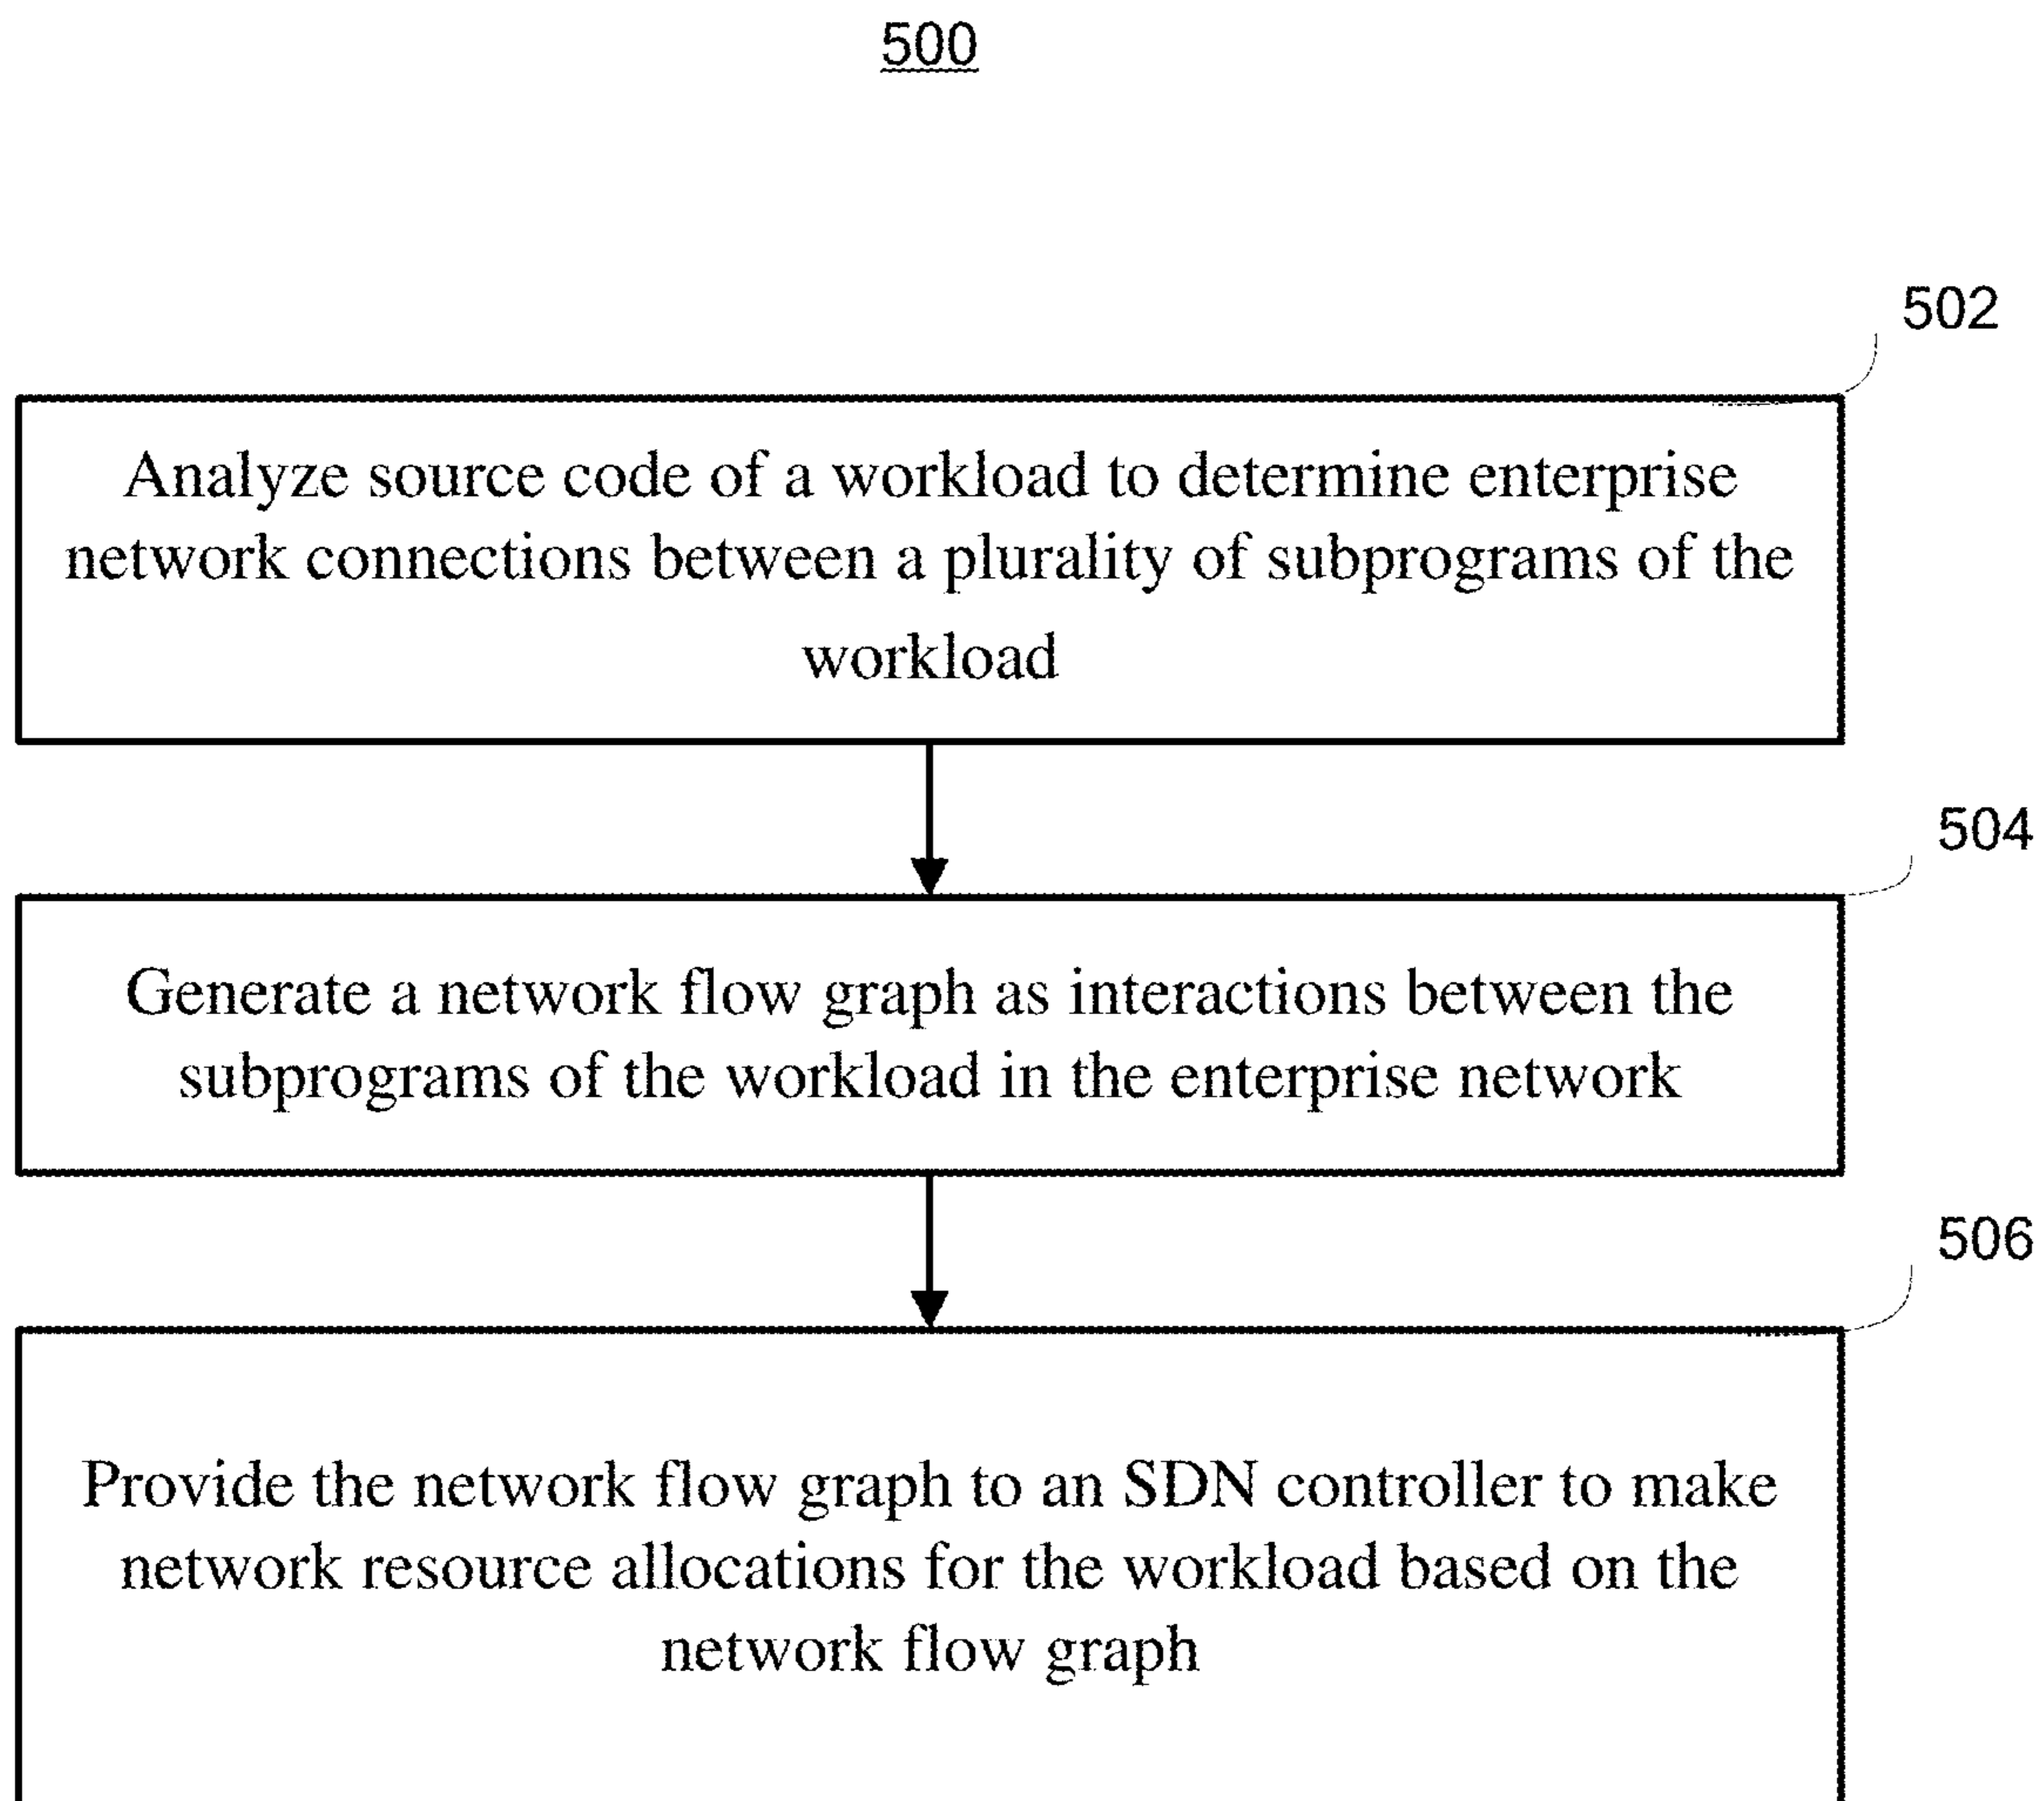 500
502
Analyze source code of a workload to determine enterprise
network connections between a plurality of subprograms of the
workload
504
Generate a network flow graph as interactions between the
subprograms of the workload in the enterprise network
506
Provide the network flow graph to an SDN controller to make
network resource allocations for the workload based on the
network flow graph